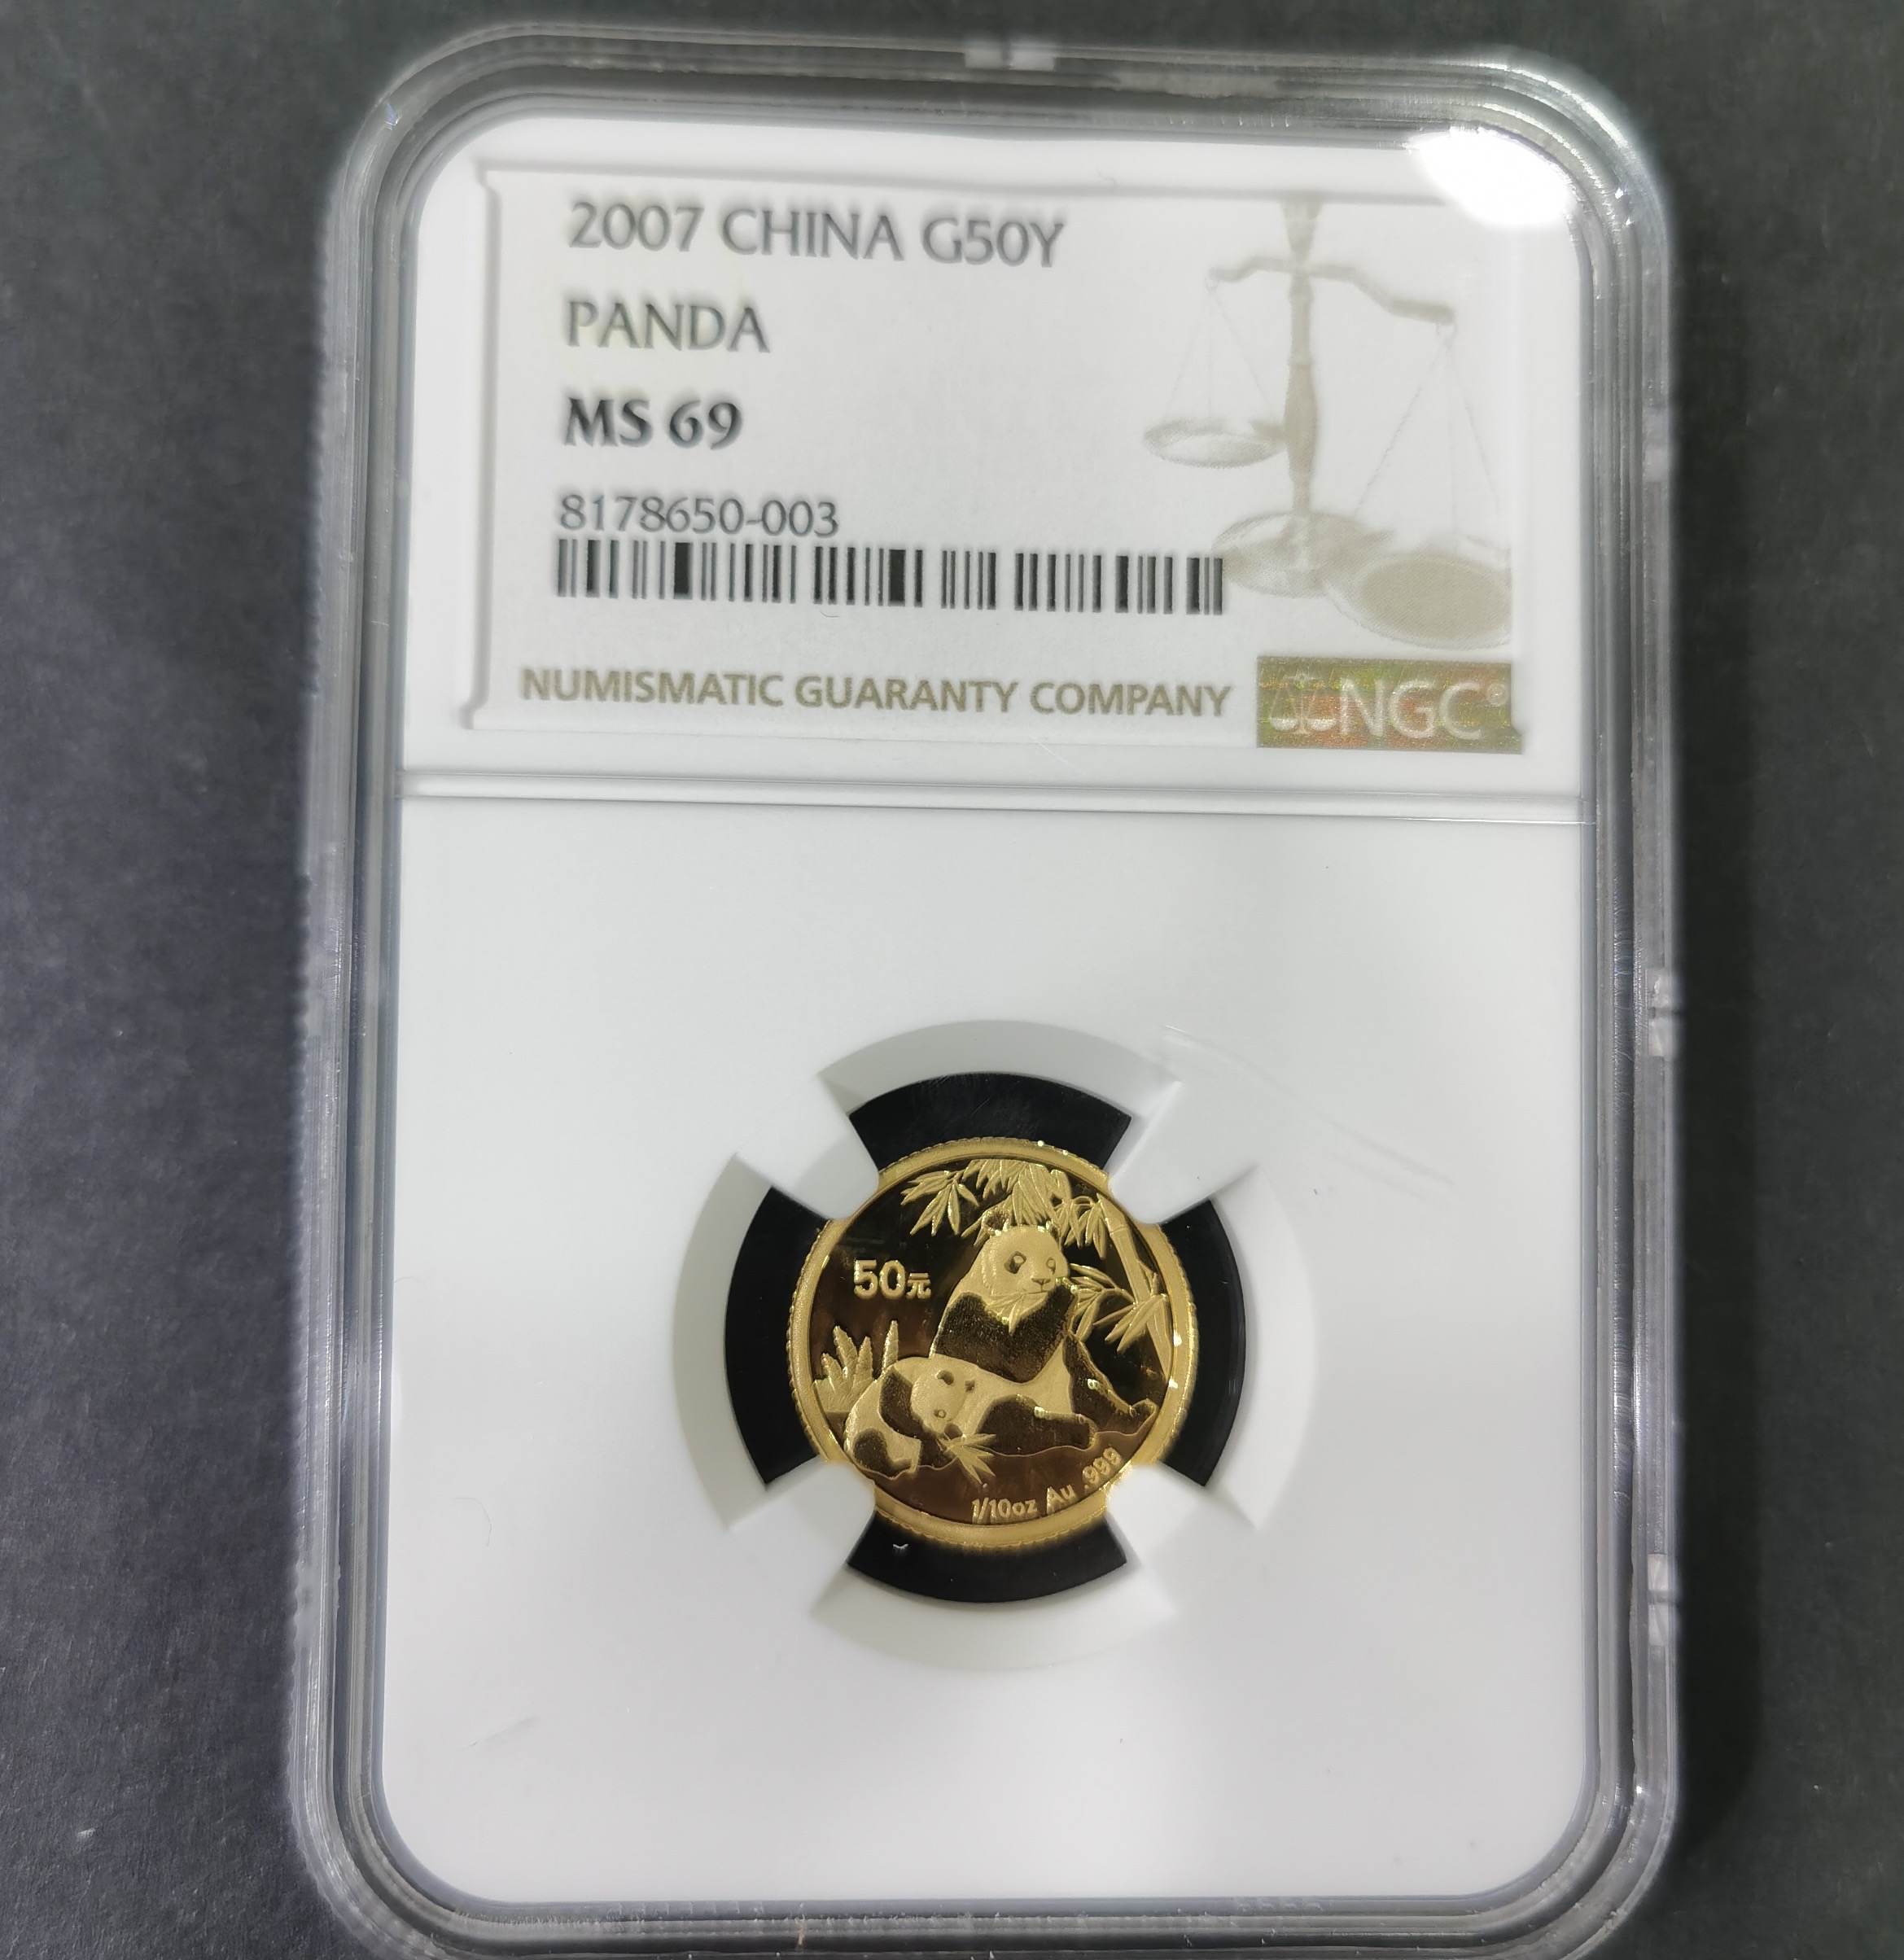 2007 CHINA G50Y
PANDA
MS 69
8178650-003
NUMISMATIC GUARANTY COMPANY
NGC®
50元
1/10oz Au .999